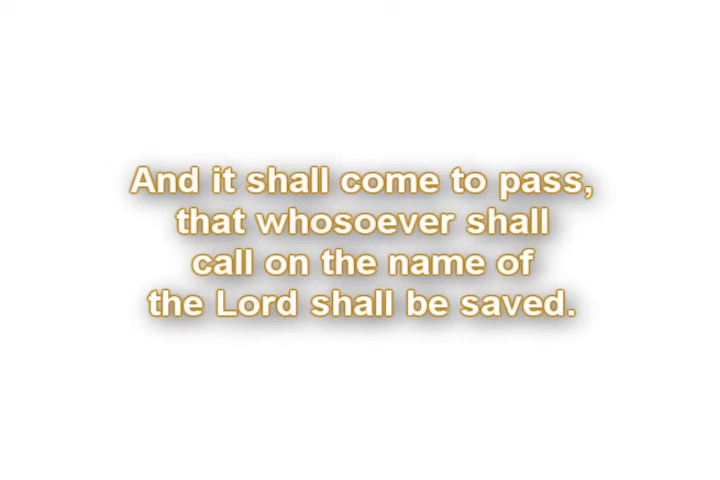 And it shall come to pass,
that whosoever shall
call on the name of
the Lord shall be saved.